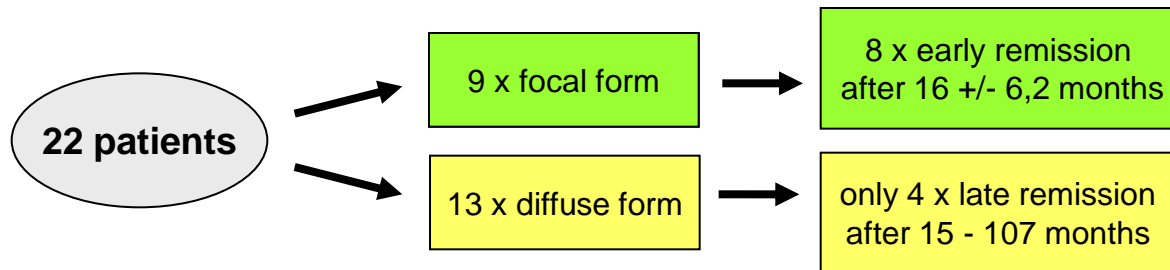 22 patients
9 x focal form
8 x early remission
after 16 +/- 6,2 months
13 x diffuse form
only 4 x late remission
after 15 - 107 months